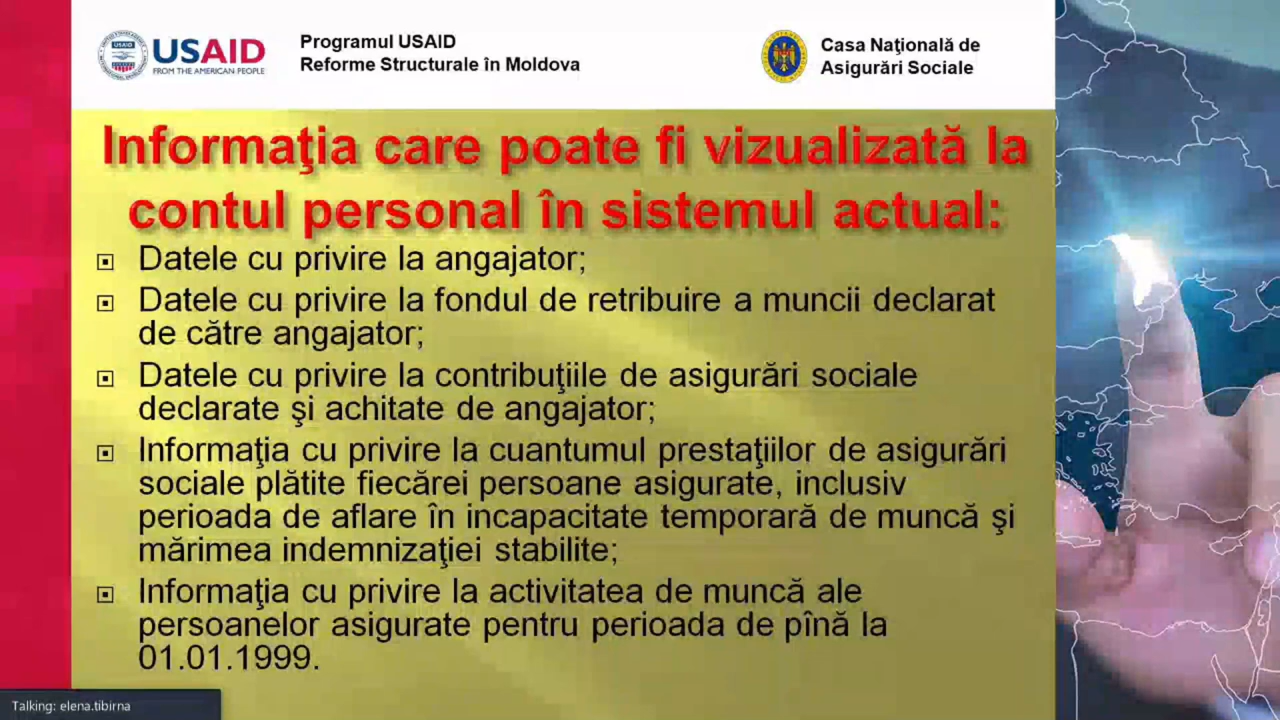 USAID
FROM THE AMERICAN PEOPLE
Programul USAID
Reforme Structurale în Moldova
Casa Naţională de
Asigurări Sociale
Informaţia care poate fi vizualizată la
contul personal în sistemul actual:
Datele cu privire la angajator;
Datele cu privire la fondul de retribuire a muncii declarat
de către angajator;
Datele cu privire la contribuţiile de asigurări sociale
declarate şi achitate de angajator;
Informaţia cu privire la cuantumul prestaţiilor de asigurări
sociale plătite fiecărei persoane asigurate, inclusiv
perioada de aflare în incapacitate temporară de muncă şi
mărimea indemnizaţiei stabilite;
Informaţia cu privire la activitatea de muncă ale
persoanelor asigurate pentru perioada de pînă la
01.01.1999.
Talking: elena.tibirna